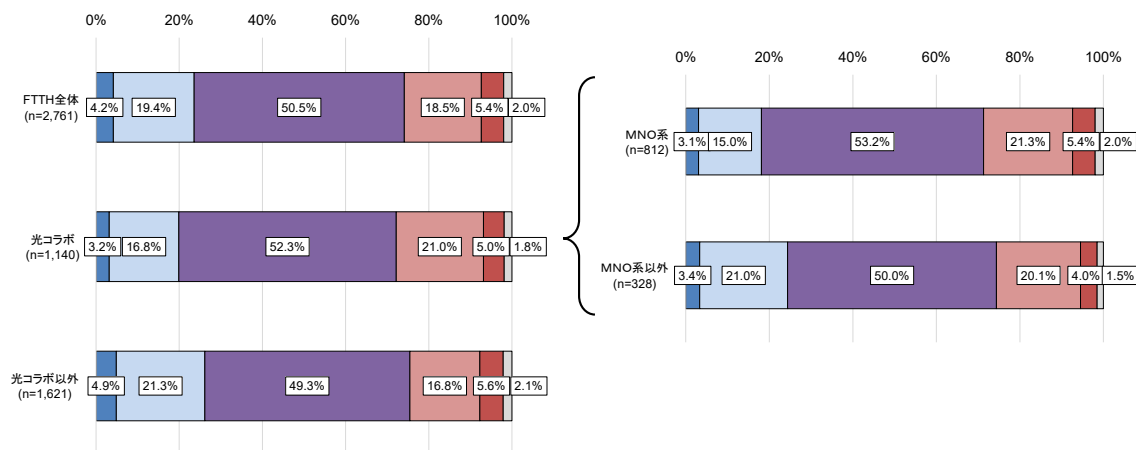 0% 20% 40% 60% 80% 100%
FTTH全体
(n=2,761)
4.2% 19.4% 50.5% 18.5% 5.4% 2.0%
光コラボ
(n=1,140)
3.2% 16.8% 52.3% 21.0% 5.0% 1.8%
光コラボ以外
(n=1,621)
4.9% 21.3% 49.3% 16.8% 5.6% 2.1%
0% 20% 40% 60% 80% 100%
MNO系
(n=812)
3.1% 15.0% 53.2% 21.3% 5.4% 2.0%
MNO系以外
(n=328)
3.4% 21.0% 50.0% 20.1% 4.0% 1.5%